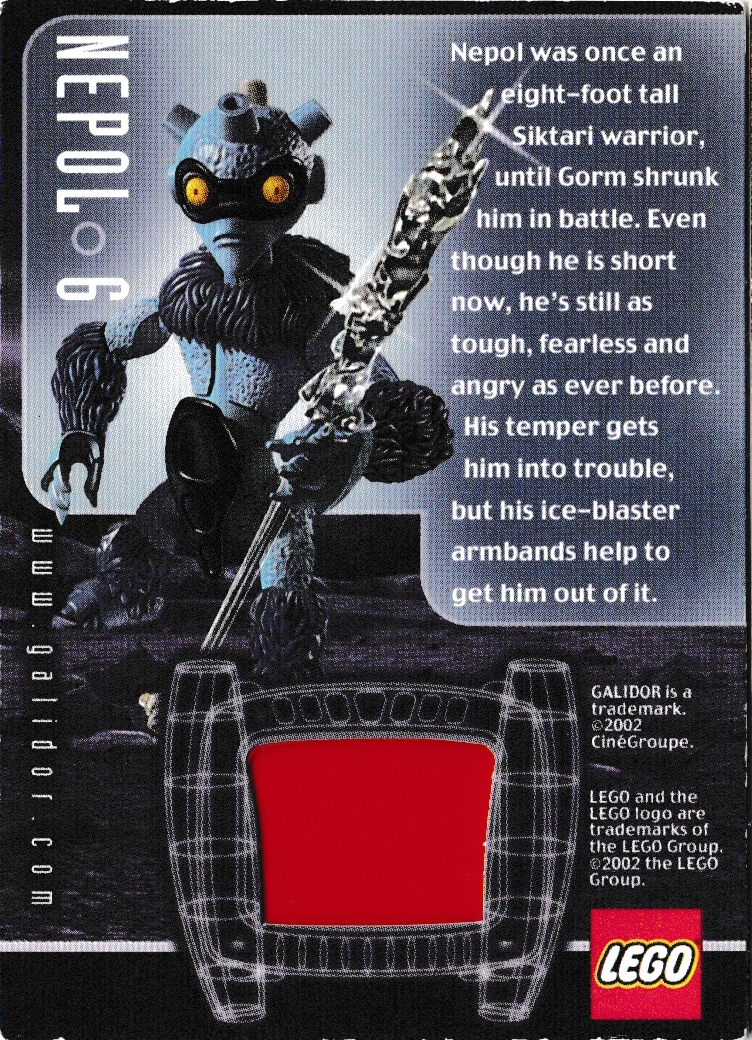 NEPOL 6
Nepol was once an
eight-foot tall
Siktari warrior,
until Gorm shrunk
him in battle. Even
though he is short
now, he's still as
tough, fearless and
angry as ever before.
His temper gets
him into trouble,
but his ice-blaster
armbands help to
get him out of it.
www.galidor.com
GALIDOR is a
trademark.
©2002
CinéGroupe.
LEGO and the
LEGO logo are
trademarks of
the LEGO Group.
©2002 the LEGO
Group.
LEGO